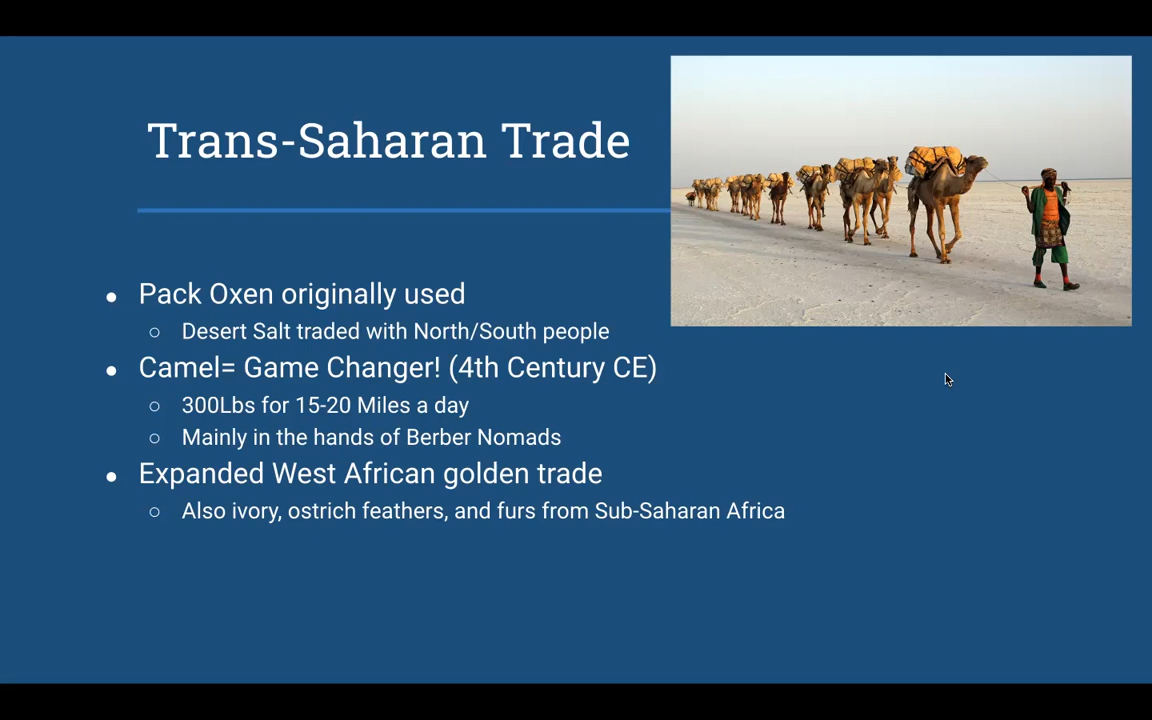 Trans-Saharan Trade
● Pack Oxen originally used
○ Desert Salt traded with North/South people
● Camel= Game Changer! (4th Century CE)
○ 300Lbs for 15-20 Miles a day
○ Mainly in the hands of Berber Nomads
● Expanded West African golden trade
○ Also ivory, ostrich feathers, and furs from Sub-Saharan Africa